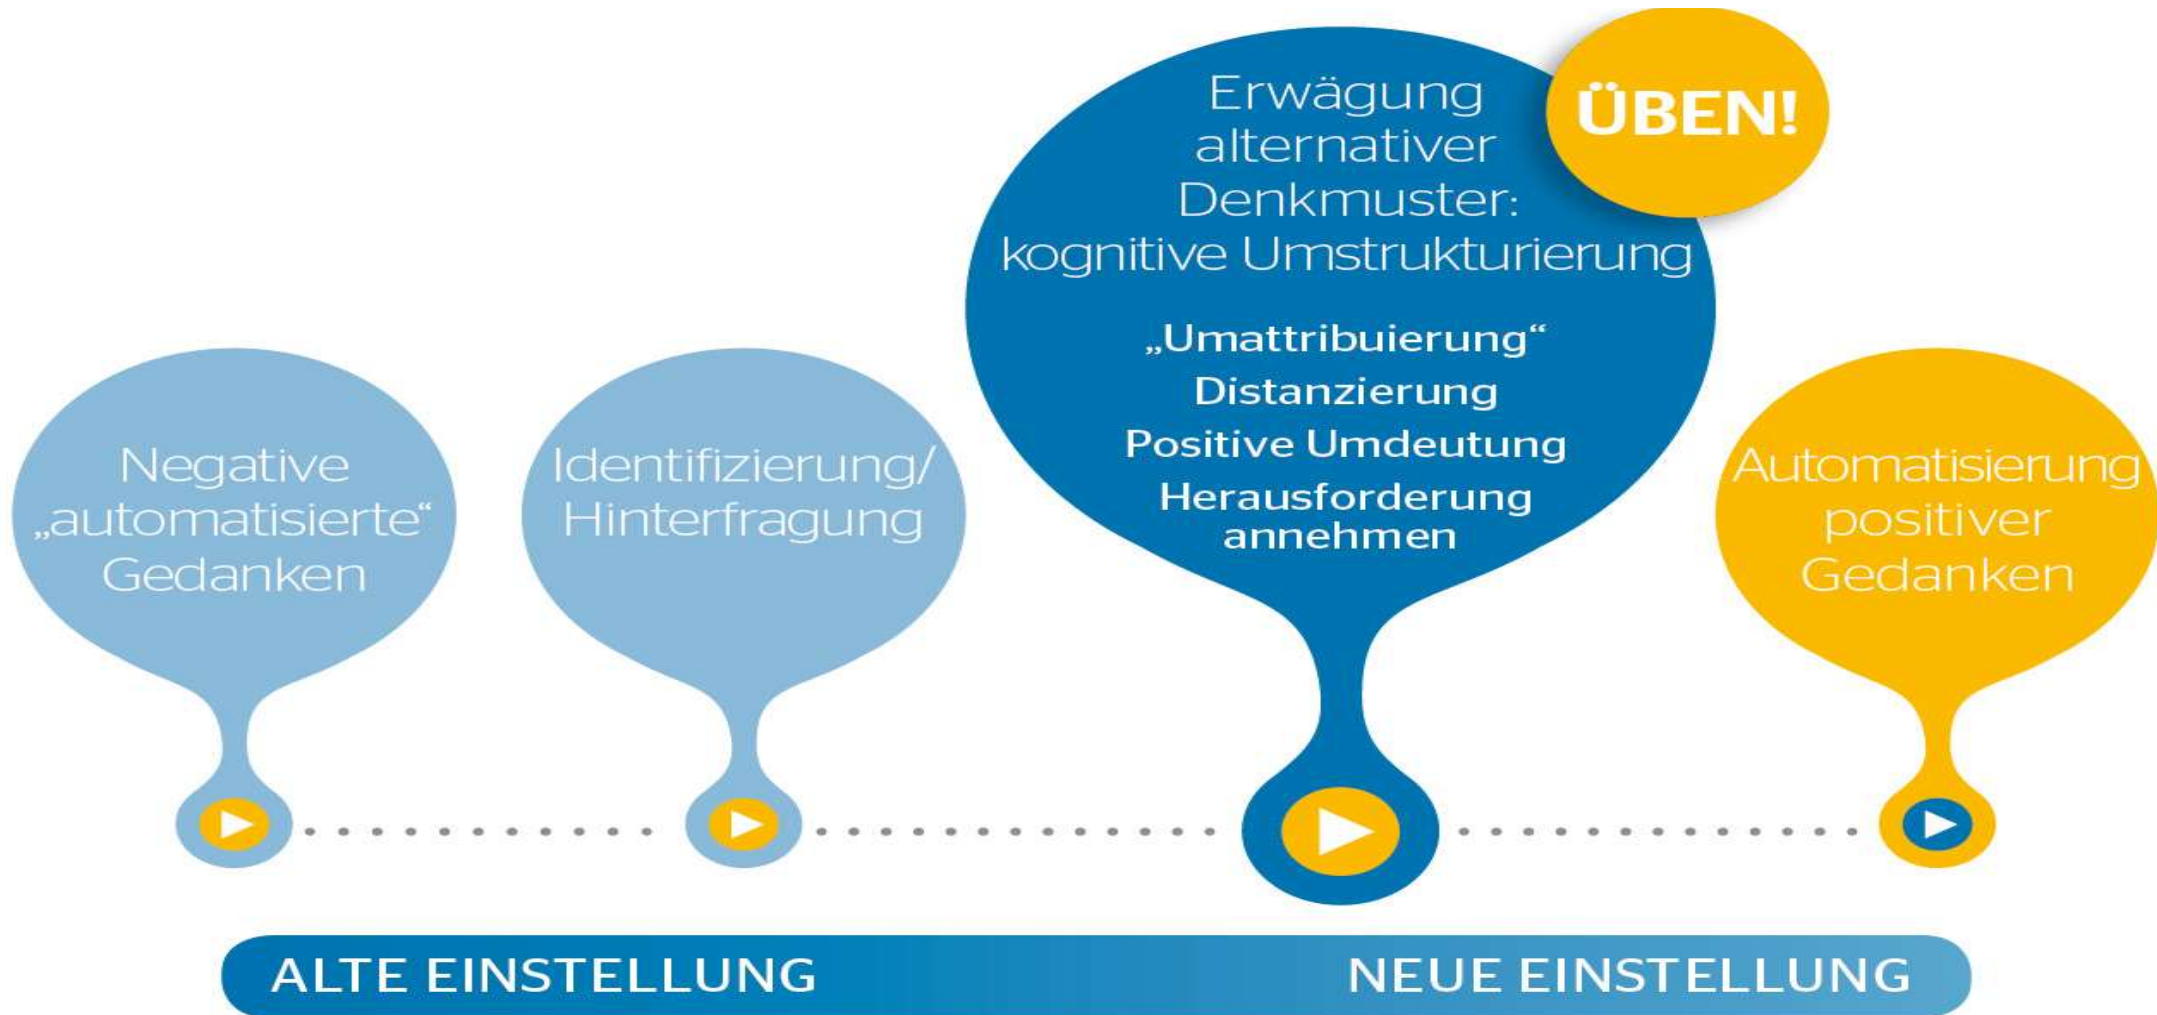 Negative
„automatisierte“
Gedanken
Identifizierung/
Hinterfragung
Erwägung
alternativer
Denkmuster:
kognitive Umstrukturierung
„Umattribuierung“
Distanzierung
Positive Umdeutung
Herausforderung
annehmen
ÜBEN!
Automatisierung
positiver
Gedanken
ALTE EINSTELLUNG
NEUE EINSTELLUNG